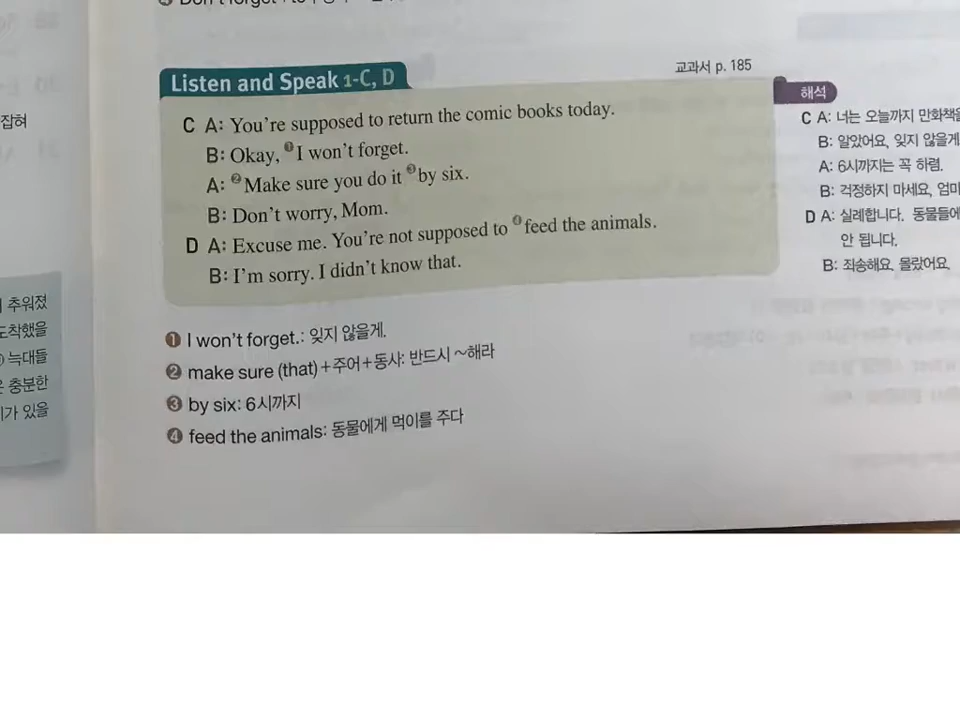 Listen and Speak 1-C, D
교과서 p. 185
C A: You're supposed to return the comic books today.
B: Okay, ❶I won't forget.
A: ❷Make sure you do it ❸by six.
B: Don't worry, Mom.
D A: Excuse me. You're not supposed to ❹feed the animals.
B: I'm sorry. I didn't know that.
해석
C A: 너는 오늘까지 만화책을
B: 알았어요, 잊지 않을게
A: 6시까지는 꼭 하렴.
B: 걱정하지 마세요, 엄마
D A: 실례합니다. 동물들에
안 됩니다.
B: 죄송해요. 몰랐어요.
❶ I won't forget.: 잊지 않을게.
❷ make sure (that)+주어+동사: 반드시 ~해라
❸ by six: 6시까지
❹ feed the animals: 동물에게 먹이를 주다
잡혀
추워졌
도착했을
늑대들
충분한
가 있을